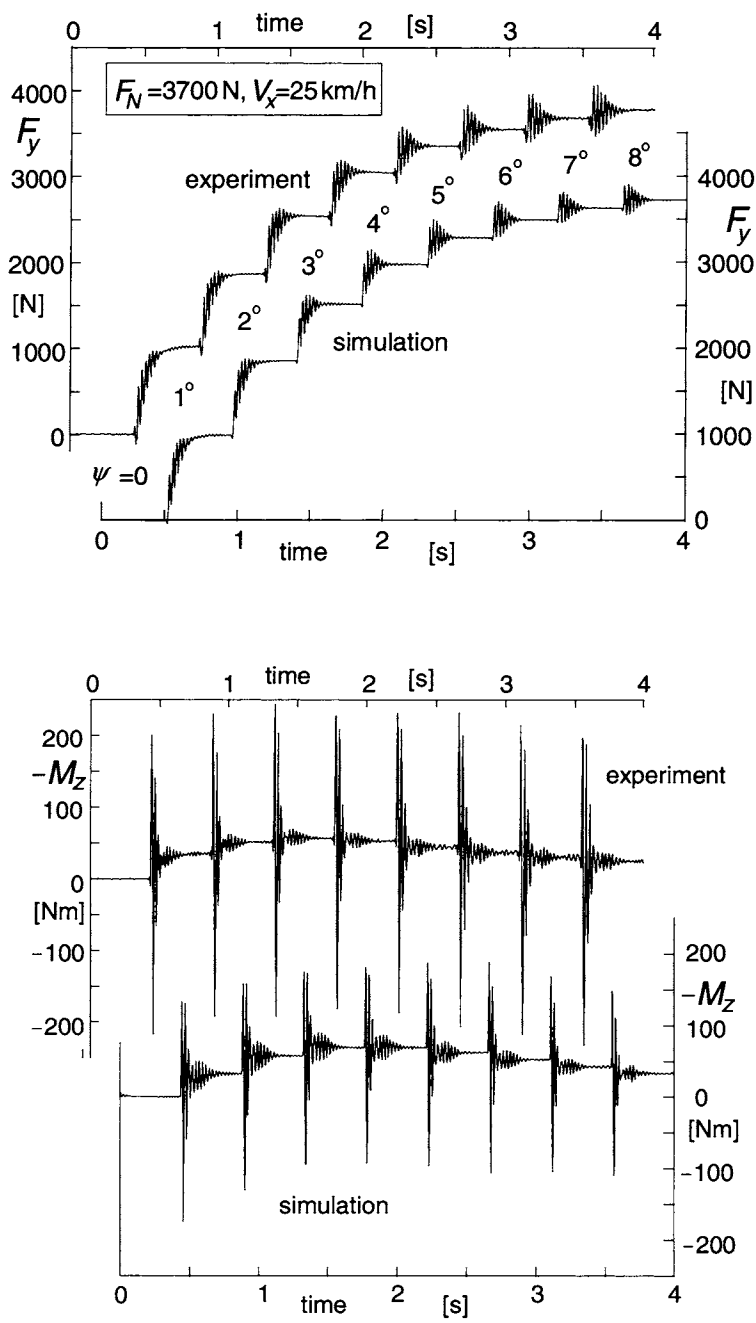 0 1 time 2 [s] 3 4
4000
F_N=3700 N, V_x=25 km/h
F_y
3000
experiment
2000
[N]
1000
0
1° 2° 3° 4° 5° 6° 7° 8°
ψ=0
simulation
4000
F_y
3000
2000
[N]
1000
0
0 1 time 2 [s] 3 4
0 1 time 2 [s] 3 4
200
-M_z
100
0
[Nm]
-100
-200
experiment
200
-M_z
100
0
[Nm]
-100
-200
simulation
0 1 time 2 [s] 3 4